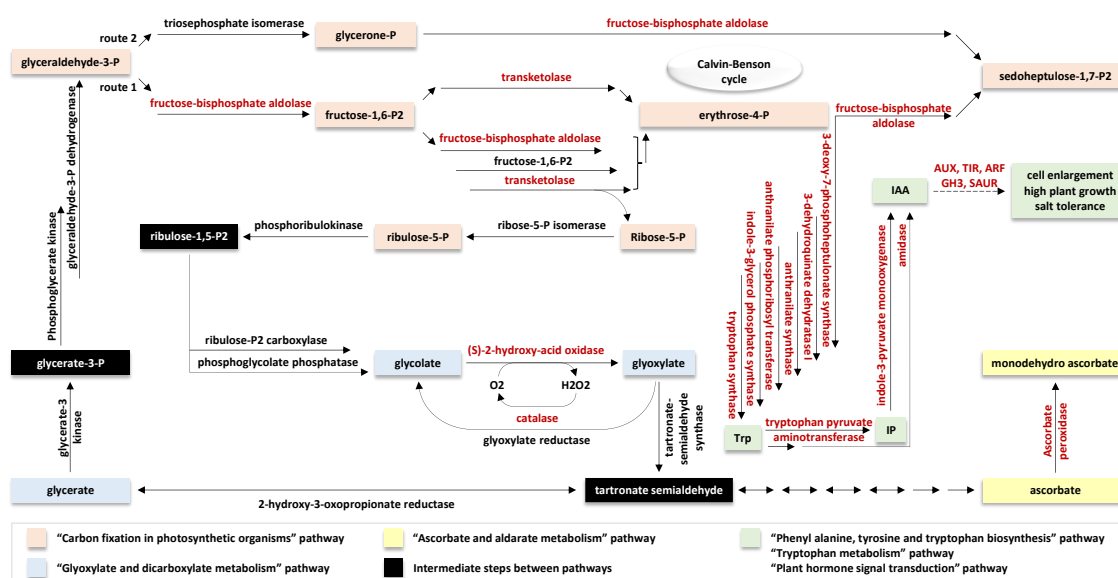 triosephosphate isomerase
fructose-bisphosphate aldolase
route 2
glycerone-P
glyceraldehyde-3-P
Calvin-Benson
cycle
sedoheptulose-1,7-P2
route 1
transketolase
fructose-bisphosphate aldolase
fructose-1,6-P2
erythrose-4-P
fructose-bisphosphate
aldolase
fructose-bisphosphate aldolase
fructose-1,6-P2
transketolase
glyceraldehyde-3-P dehydrogenase
Phosphoglycerate kinase
AUX, TIR, ARF
GH3, SAUR
IAA
cell enlargement
high plant growth
salt tolerance
ribulose-1,5-P2
phosphoribulokinase
ribulose-5-P
ribose-5-P isomerase
Ribose-5-P
tryptophan synthase
indole-3-glycerol phosphate synthase
anthranilate phosphoribosyl transferase
anthranilate synthase
3-dehydroquinate dehydratase I
3-deoxy-7-phosphoheptulonate synthase
indole-3-pyruvate monooxygenase
amidase
ribulose-P2 carboxylase
phosphoglycolate phosphatase
glycerate-3-P
glycolate
(S)-2-hydroxy-acid oxidase
glyoxylate
O2
H2O2
catalase
glyoxylate reductase
tartronate-
semialdehyde
synthase
monodehydro ascorbate
glycerate-3
kinase
Trp
tryptophan pyruvate
aminotransferase
IP
Ascorbate
peroxidase
glycerate
2-hydroxy-3-oxopropionate reductase
tartronate semialdehyde
ascorbate
“Carbon fixation in photosynthetic organisms” pathway
“Ascorbate and aldarate metabolism” pathway
“Phenyl alanine, tyrosine and tryptophan biosynthesis” pathway
“Tryptophan metabolism” pathway
“Plant hormone signal transduction” pathway
“Glyoxylate and dicarboxylate metabolism” pathway
Intermediate steps between pathways